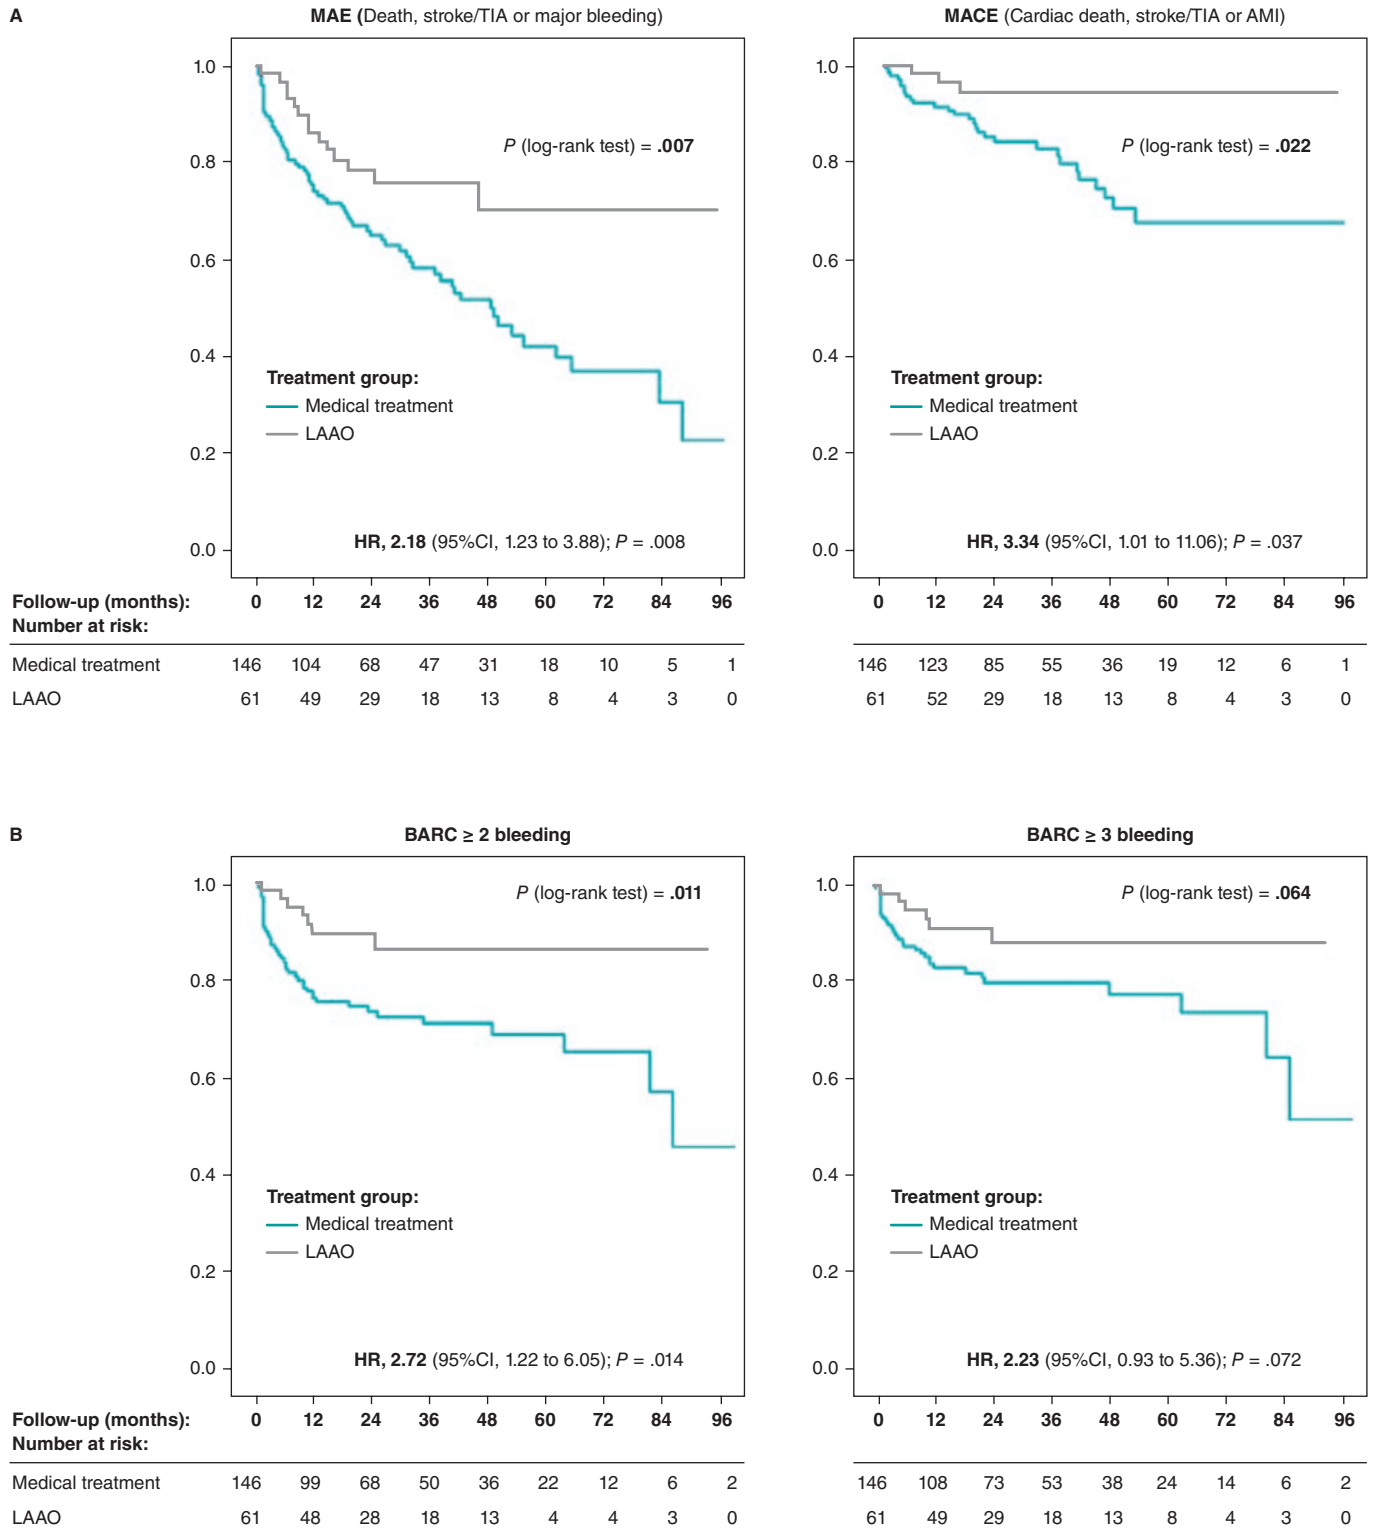 A
MAE (Death, stroke/TIA or major bleeding)
1.0
0.8
0.6
0.4
0.2
0.0
P (log-rank test) = .007
Treatment group:
Medical treatment
LAAO
HR, 2.18 (95%CI, 1.23 to 3.88); P = .008
MACE (Cardiac death, stroke/TIA or AMI)
1.0
0.8
0.6
0.4
0.2
0.0
P (log-rank test) = .022
Treatment group:
Medical treatment
LAAO
HR, 3.34 (95%CI, 1.01 to 11.06); P = .037
Follow-up (months): 0 12 24 36 48 60 72 84 96 0 12 24 36 48 60 72 84 96
Number at risk:
Medical treatment 146 104 68 47 31 18 10 5 1 146 123 85 55 36 19 12 6 1
LAAO 61 49 29 18 13 8 4 3 0 61 52 29 18 13 8 4 3 0
B
BARC ≥ 2 bleeding
1.0
0.8
0.6
0.4
0.2
0.0
P (log-rank test) = .011
Treatment group:
Medical treatment
LAAO
HR, 2.72 (95%CI, 1.22 to 6.05); P = .014
BARC ≥ 3 bleeding
1.0
0.8
0.6
0.4
0.2
0.0
P (log-rank test) = .064
Treatment group:
Medical treatment
LAAO
HR, 2.23 (95%CI, 0.93 to 5.36); P = .072
Follow-up (months): 0 12 24 36 48 60 72 84 96 0 12 24 36 48 60 72 84 96
Number at risk:
Medical treatment 146 99 68 50 36 22 12 6 2 146 108 73 53 38 24 14 6 2
LAAO 61 48 28 18 13 4 4 3 0 61 49 29 18 13 8 4 3 0